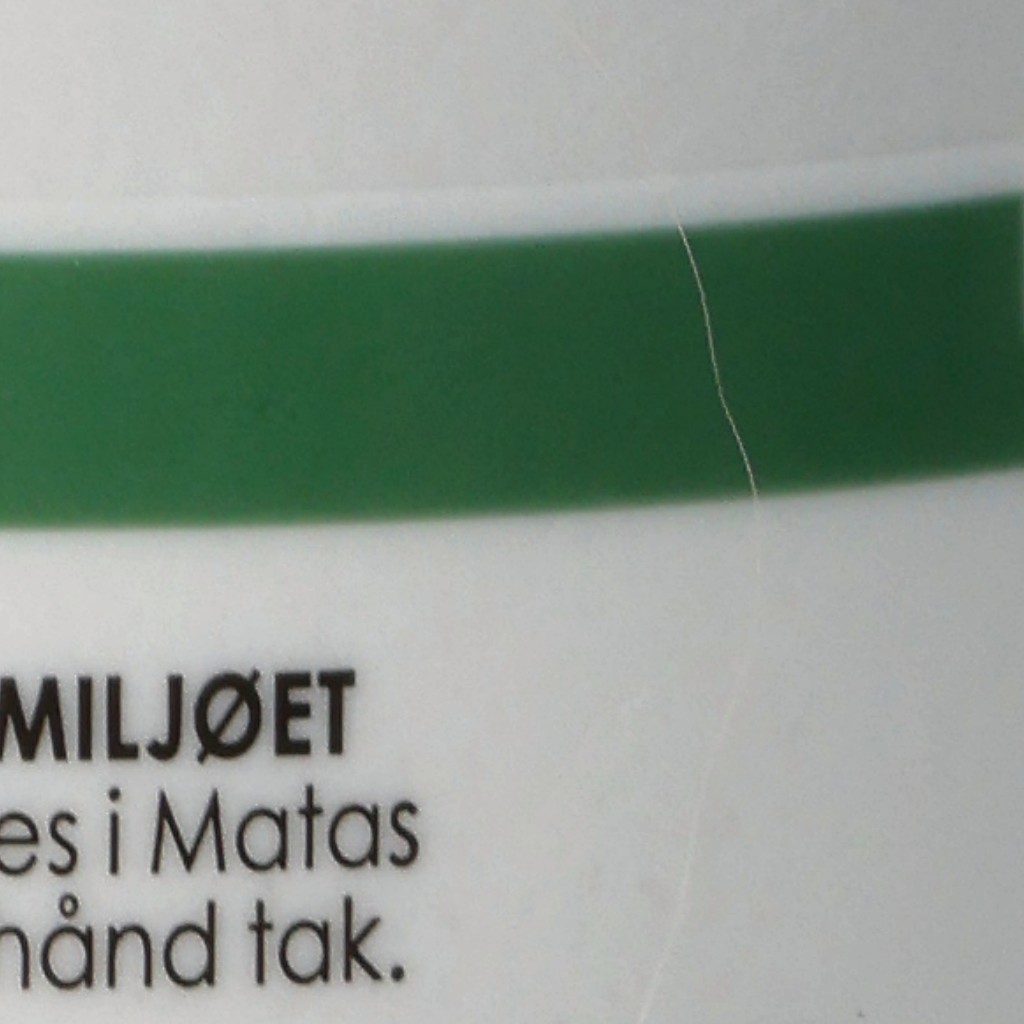 MILJØET
es i Matas
hånd tak.